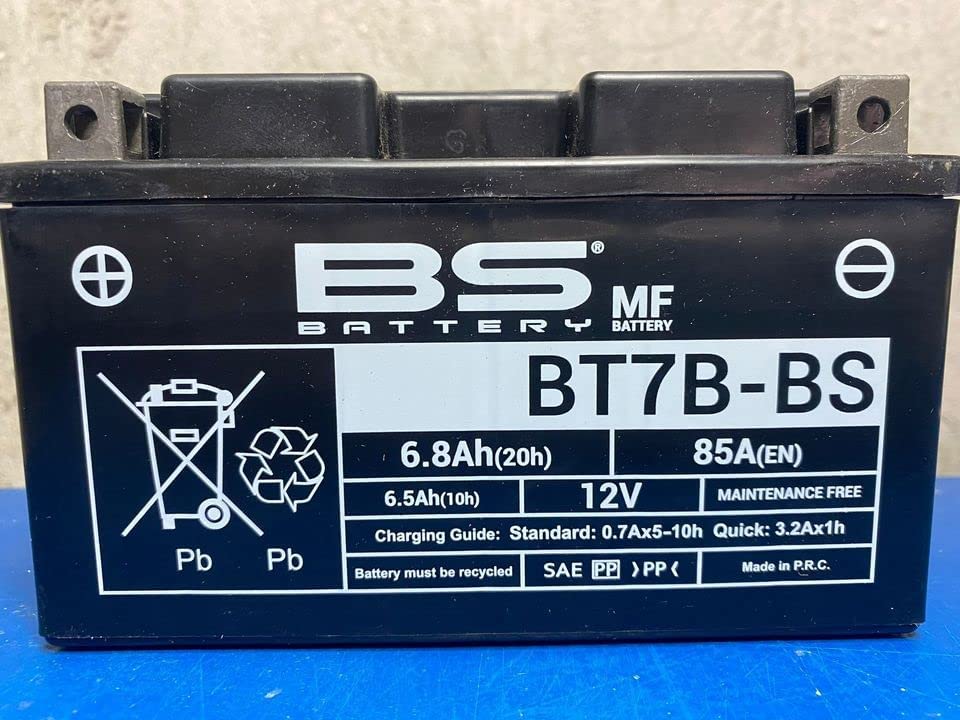 BS®
BATTERY
MF
BATTERY
BT7B-BS
6.8Ah(20h) 85A(EN)
6.5Ah(10h) 12V MAINTENANCE FREE
Charging Guide: Standard: 0.7Ax5-10h Quick: 3.2Ax1h
Pb Pb
Battery must be recycled SAE PP >PP< Made in P.R.C.